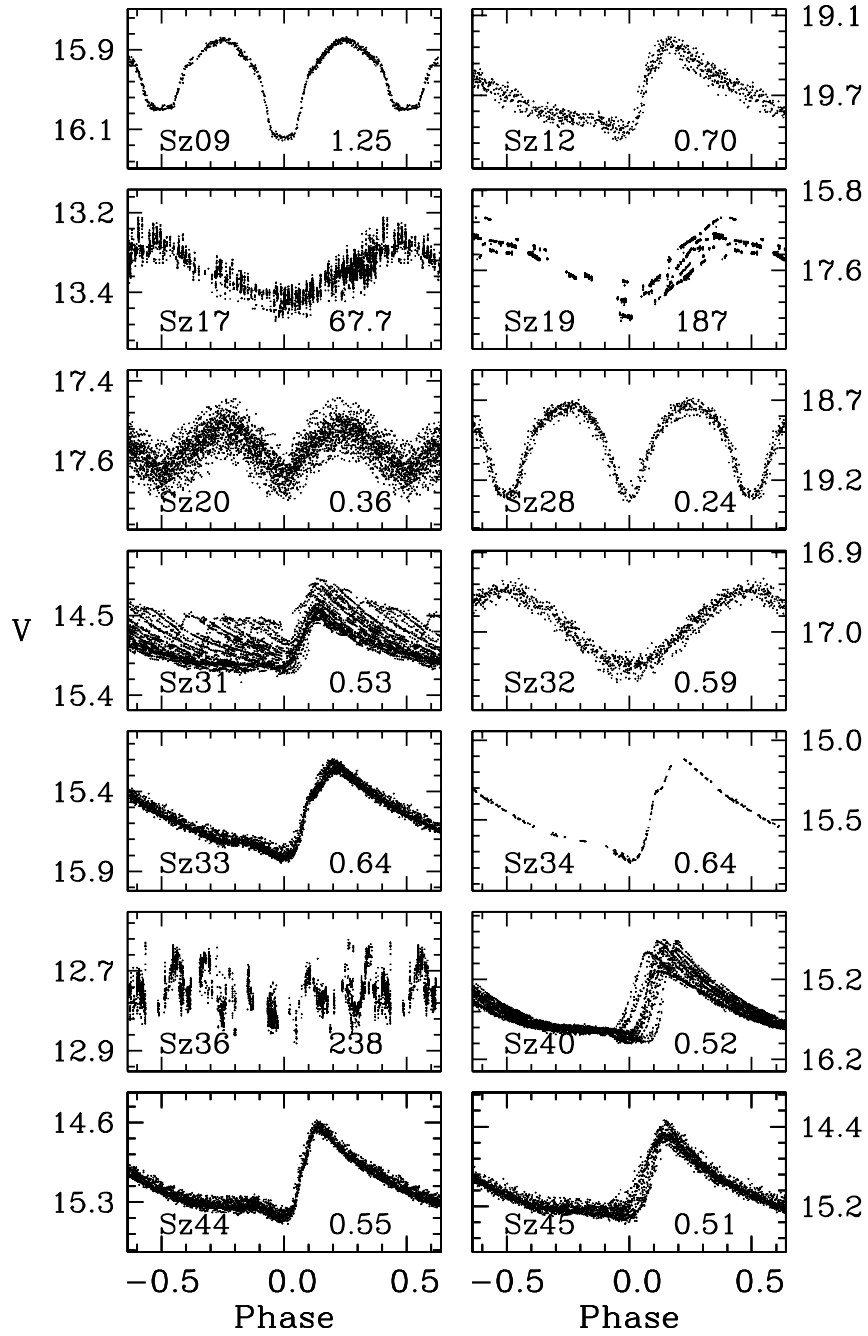 15.9
16.1
Sz09 1.25
19.1
19.7
Sz12 0.70
13.2
13.4
Sz17 67.7
15.8
17.6
Sz19 187
17.4
17.6
Sz20 0.36
18.7
19.2
Sz28 0.24
V
14.5
15.4
Sz31 0.53
16.9
17.0
Sz32 0.59
15.4
15.9
Sz33 0.64
15.0
15.5
Sz34 0.64
12.7
12.9
Sz36 238
15.2
16.2
Sz40 0.52
14.6
15.3
Sz44 0.55
14.4
15.2
Sz45 0.51
−0.5 0.0 0.5
Phase
−0.5 0.0 0.5
Phase